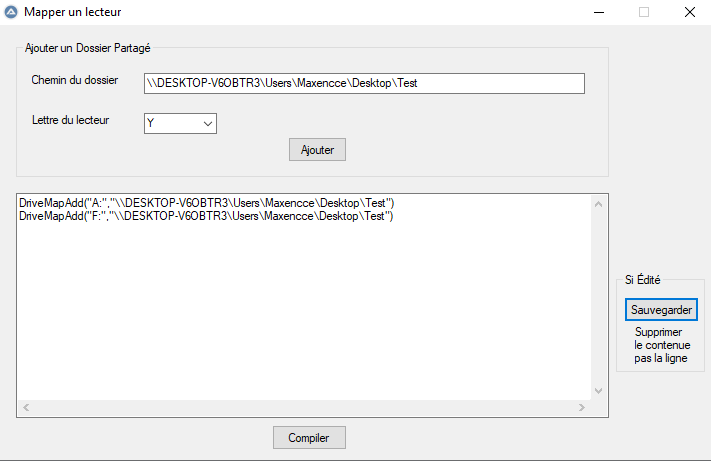 Mapper un lecteur
Ajouter un Dossier Partagé
Chemin du dossier
\\DESKTOP-V6OBTR3\Users\Maxencce\Desktop\Test
Lettre du lecteur
Y
Ajouter
DriveMapAdd("A:","\\DESKTOP-V6OBTR3\Users\Maxencce\Desktop\Test")
DriveMapAdd("F:","\\DESKTOP-V6OBTR3\Users\Maxencce\Desktop\Test")
Si Édité
Sauvegarder
Supprimer
le contenue
pas la ligne
Compiler